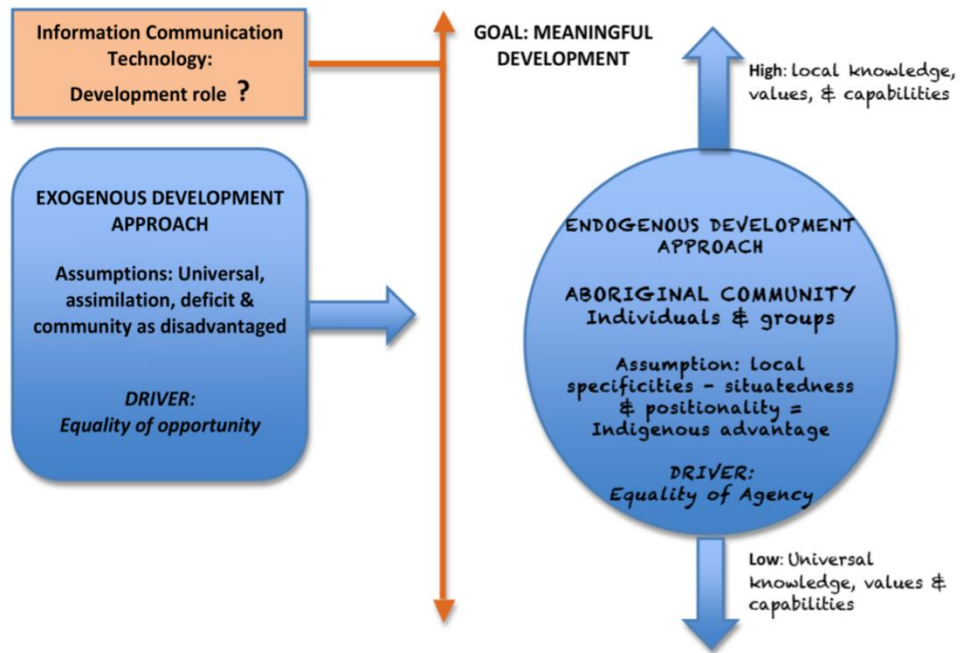 Information Communication
Technology:
Development role ?
EXOGENOUS DEVELOPMENT
APPROACH
Assumptions: Universal,
assimilation, deficit &
community as disadvantaged
DRIVER:
Equality of opportunity
GOAL: MEANINGFUL
DEVELOPMENT
High: local knowledge,
values, & capabilities
ENDOGENOUS DEVELOPMENT
APPROACH
ABORIGINAL COMMUNITY
Individuals & groups
Assumption: local
specificities - situatedness
& positionality =
Indigenous advantage
DRIVER:
Equality of Agency
Low: Universal
knowledge, values &
capabilities